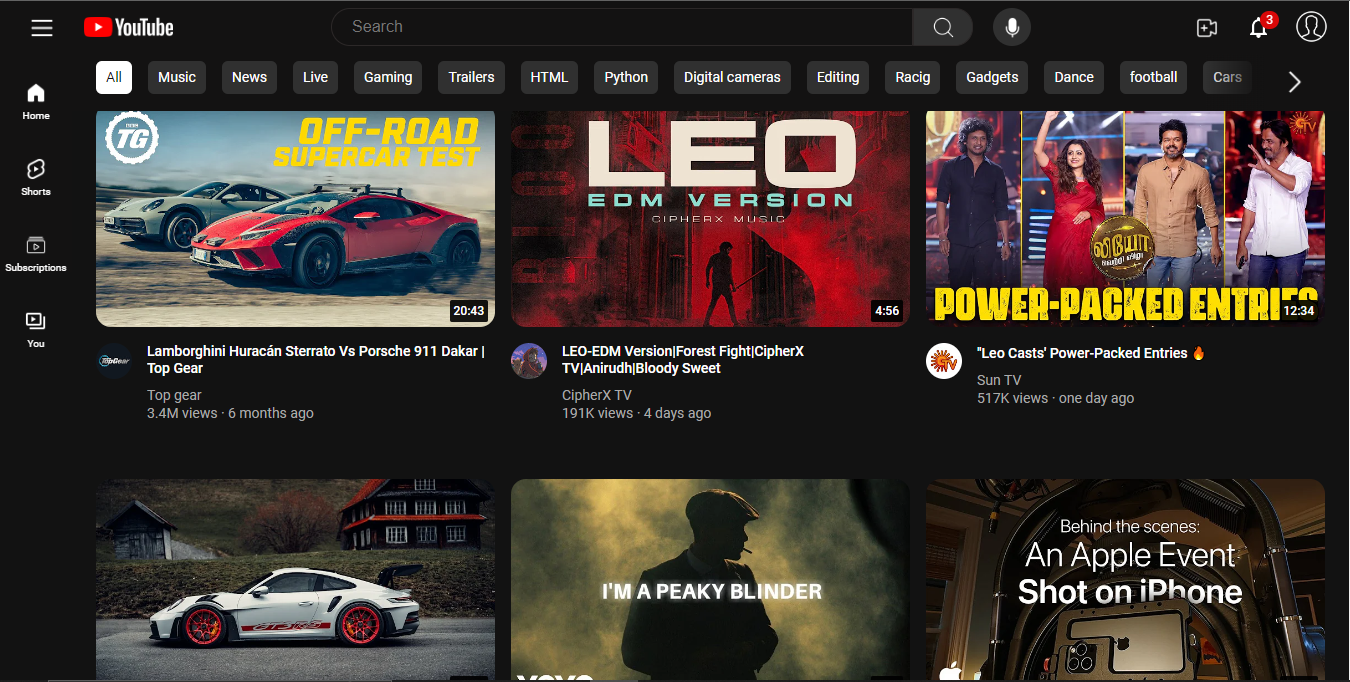 YouTube
Search
3
All
Music
News
Live
Gaming
Trailers
HTML
Python
Digital cameras
Editing
Racig
Gadgets
Dance
football
Cars
Home
Shorts
Subscriptions
You
TG
OFF-ROAD
SUPERCAR TEST
20:43
Lamborghini Huracán Sterrato Vs Porsche 911 Dakar |
Top Gear
Top gear
3.4M views · 6 months ago
LEO
EDM VERSION
CIPHERX MUSIC
4:56
LEO-EDM Version|Forest Fight|CipherX
TV|Anirudh|Bloody Sweet
CipherX TV
191K views · 4 days ago
லியோ
வெற்றி விழா
POWER-PACKED ENTRIES
12:34
"Leo Casts' Power-Packed Entries 🔥
Sun TV
517K views · one day ago
GT3 RS
I'M A PEAKY BLINDER
Behind the scenes:
An Apple Event
Shot on iPhone